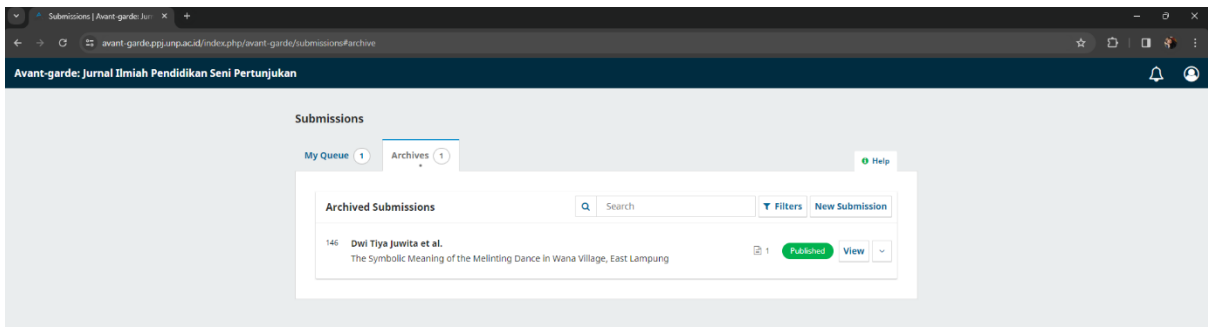 Submissions | Avant-garde: Jur
avant-garde.ppj.unp.ac.id/index.php/avant-garde/submissions#archive
Avant-garde: Jurnal Ilmiah Pendidikan Seni Pertunjukan
Submissions
My Queue 1 Archives 1
Help
Archived Submissions Search Filters New Submission
146 Dwi Tiya Juwita et al. 1 Published View
The Symbolic Meaning of the Melinting Dance in Wana Village, East Lampung